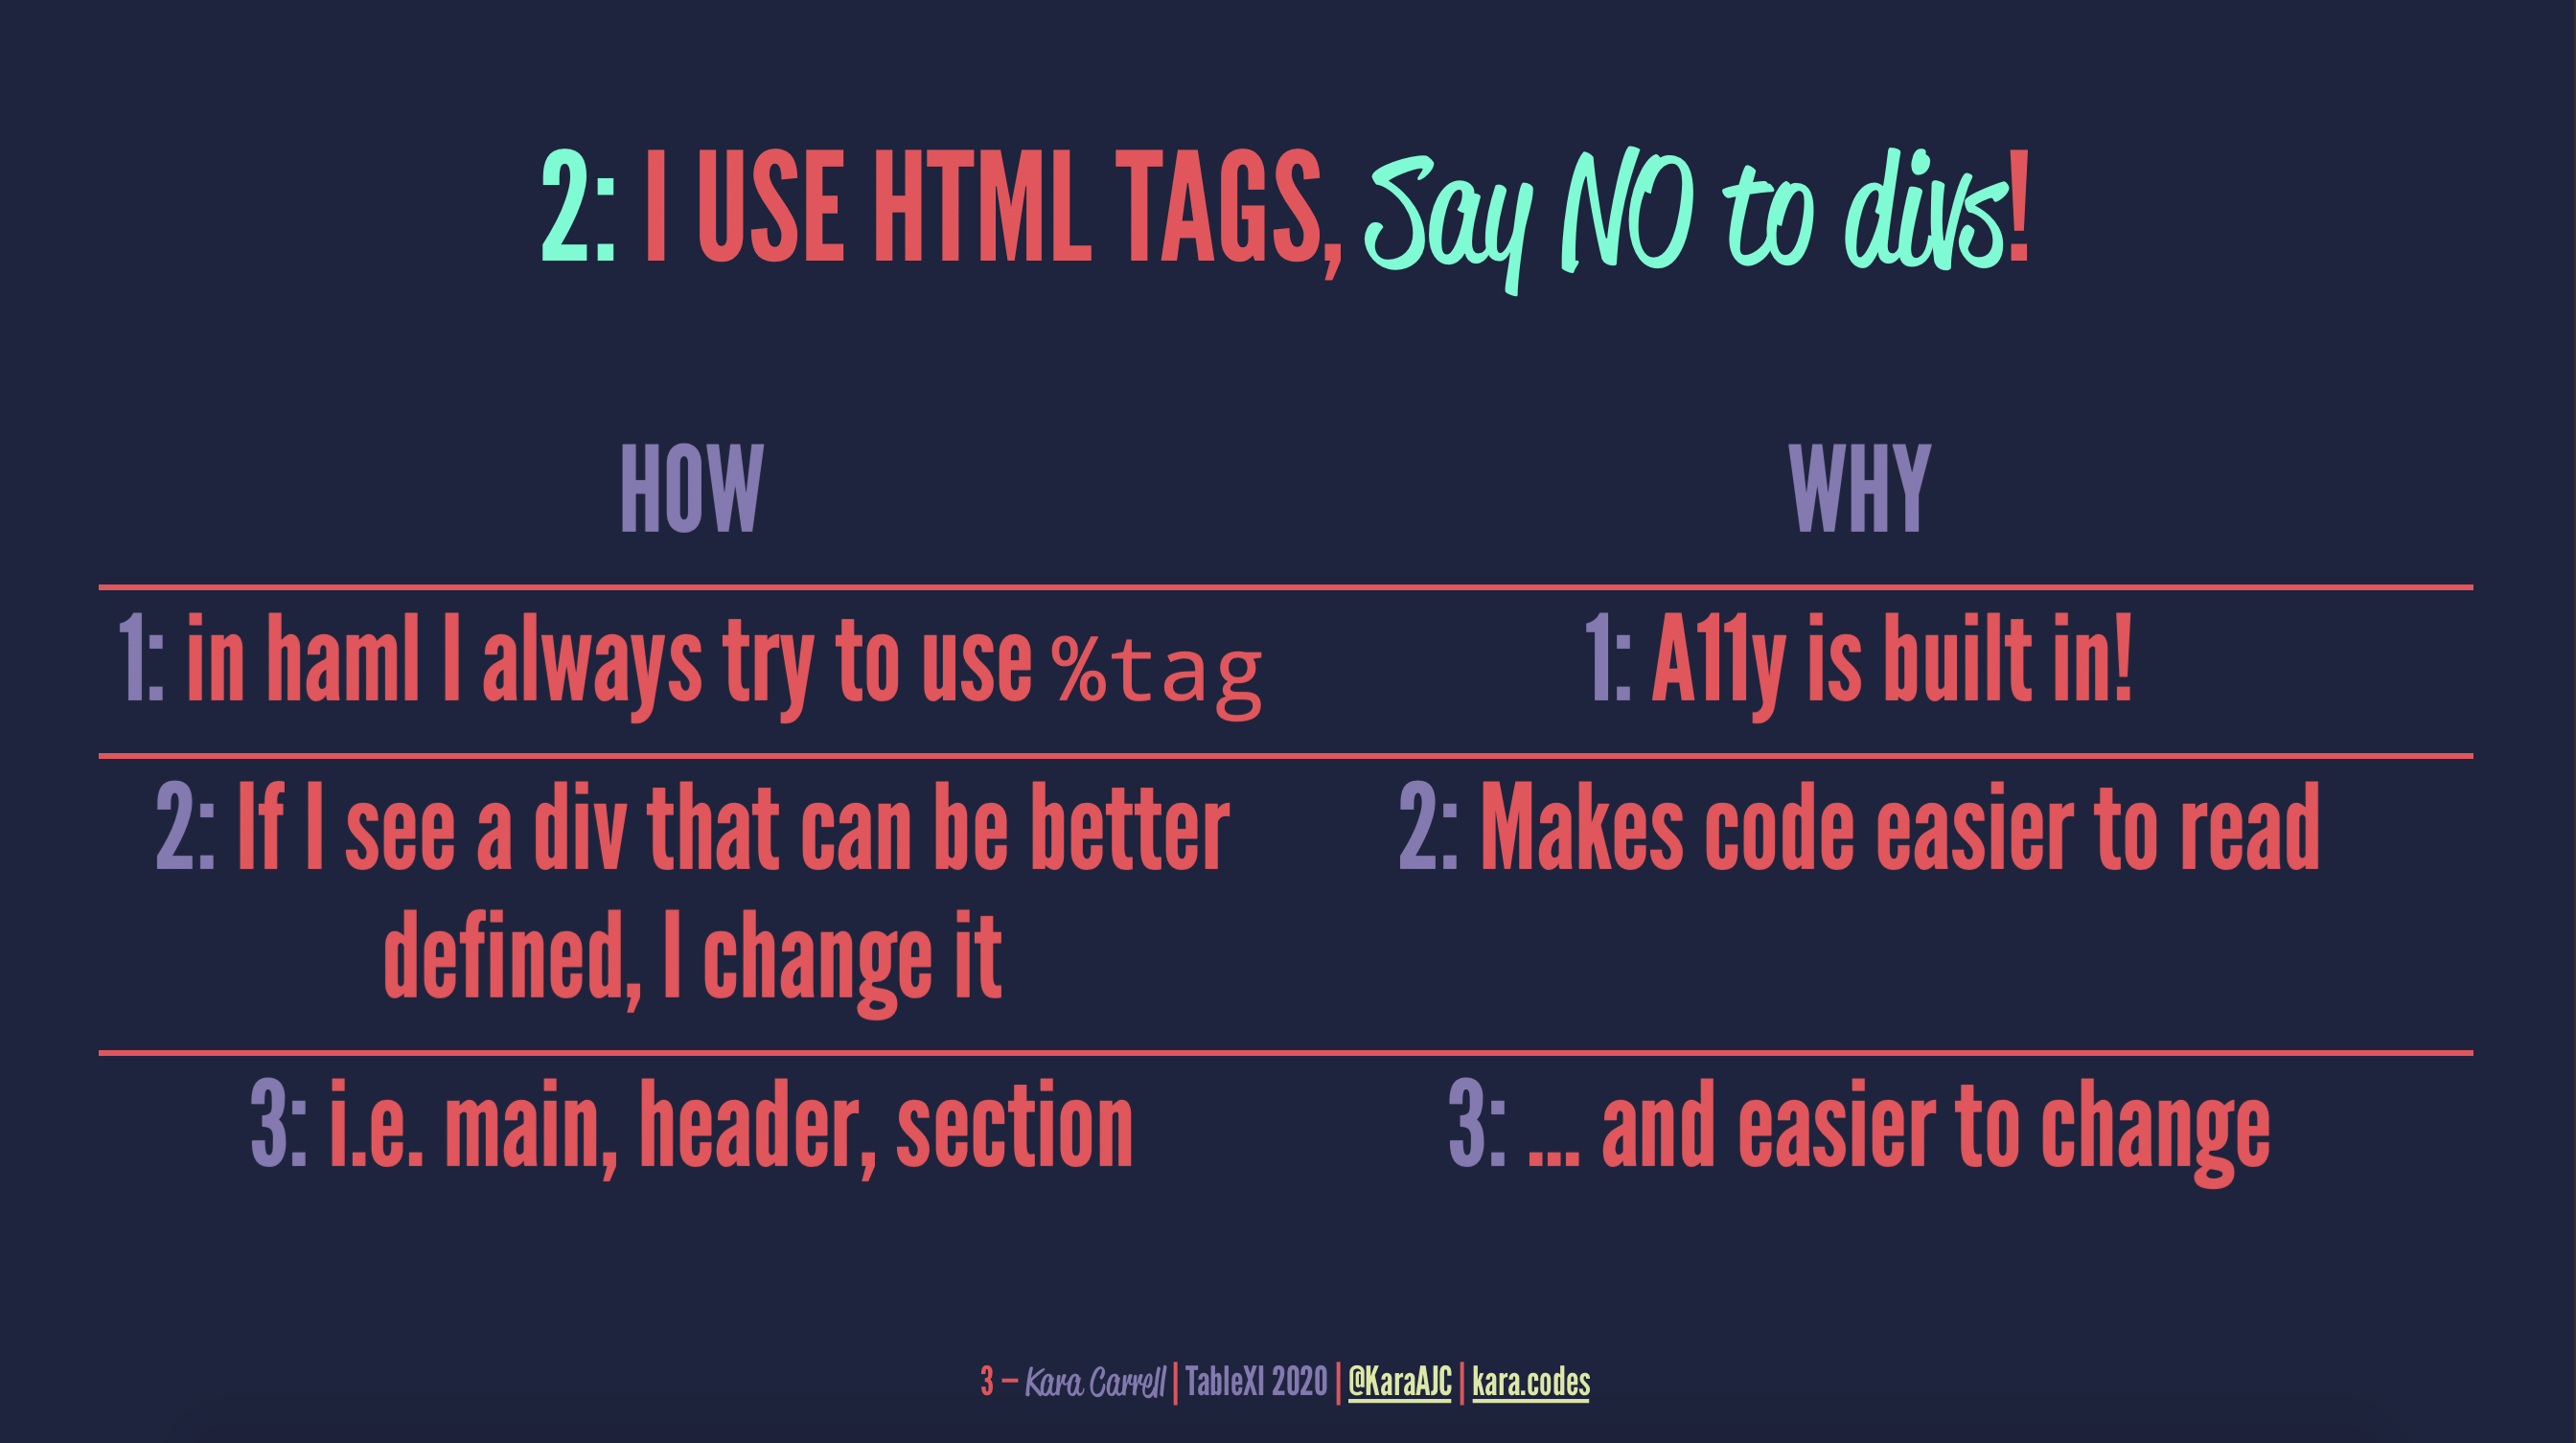 2: I USE HTML TAGS, Say NO to divs!
HOW
WHY
1: in haml I always try to use %tag
1: A11y is built in!
2: If I see a div that can be better
defined, I change it
2: Makes code easier to read
3: i.e. main, header, section
3: ... and easier to change
3 – Kara Carrell | TableXI 2020 | @KaraAJC | kara.codes